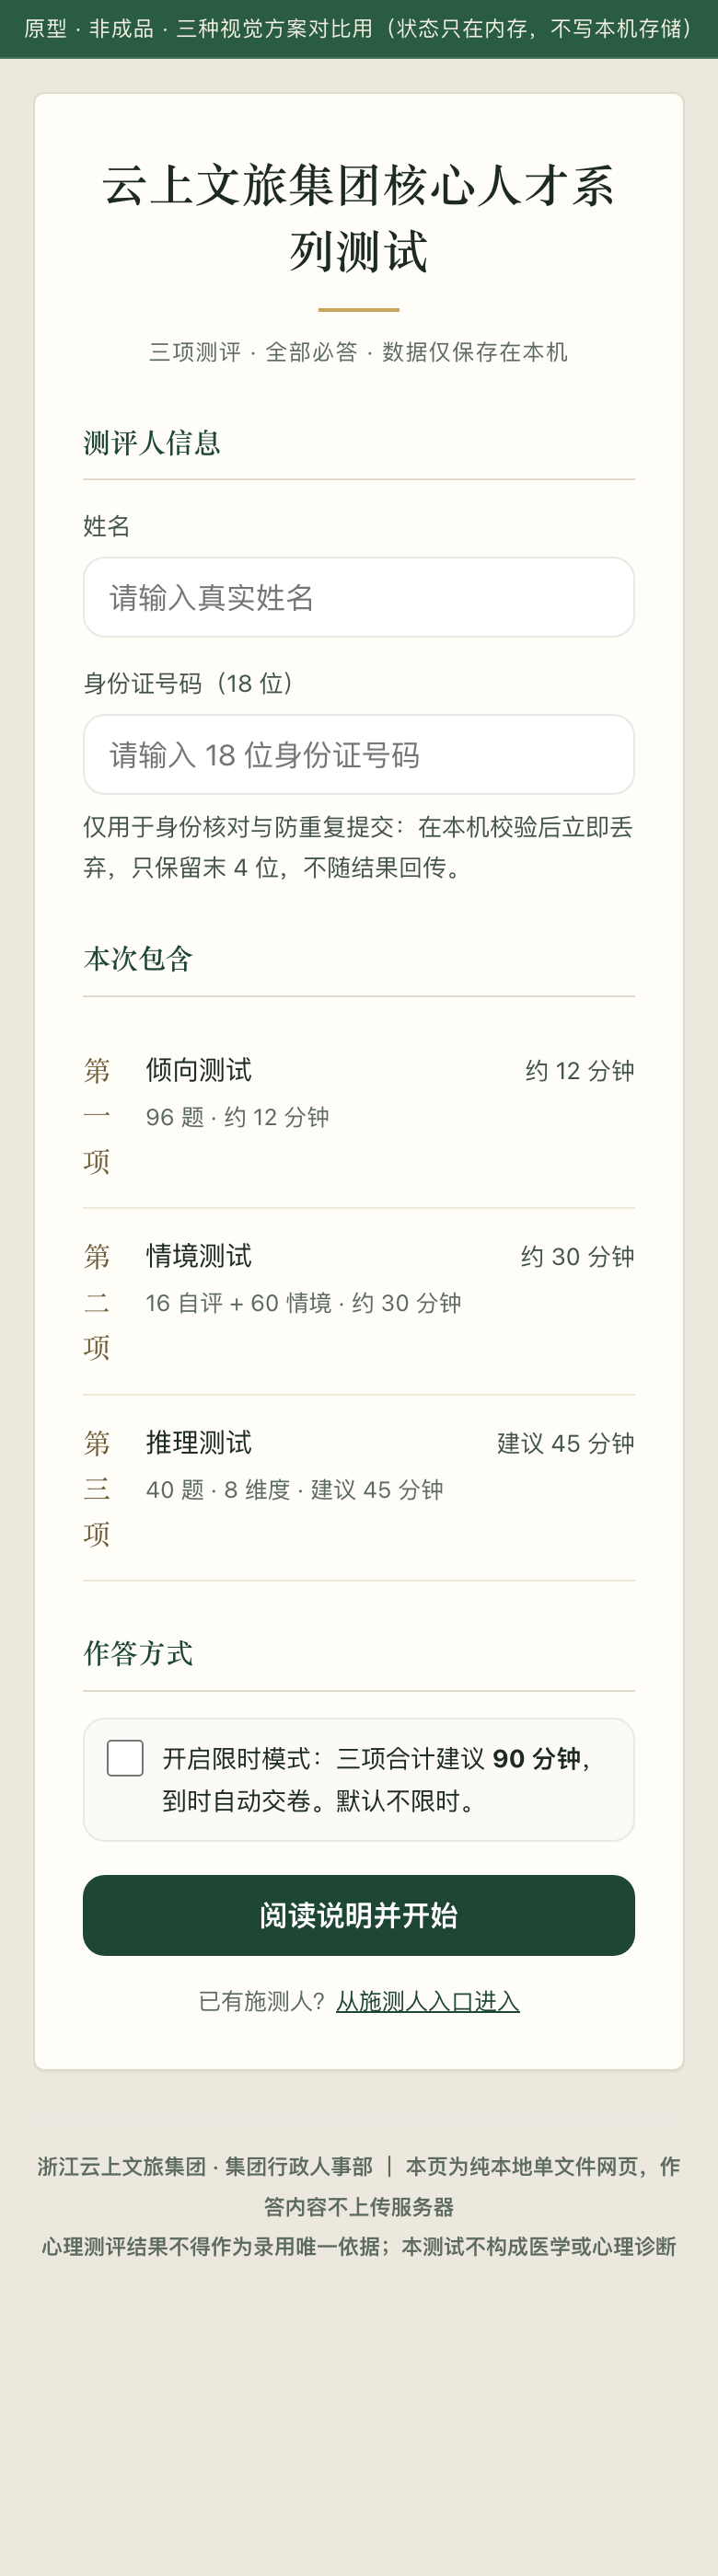 原型 · 非成品 · 三种视觉方案对比用（状态只在内存，不写本机存储）
云上文旅集团核心人才系
列测试
三项测评 · 全部必答 · 数据仅保存在本机
测评人信息
姓名
请输入真实姓名
身份证号码（18 位）
请输入 18 位身份证号码
仅用于身份核对与防重复提交：在本机校验后立即丢
弃，只保留末 4 位，不随结果回传。
本次包含
第一项
倾向测试
约 12 分钟
96 题 · 约 12 分钟
第二项
情境测试
约 30 分钟
16 自评 + 60 情境 · 约 30 分钟
第三项
推理测试
建议 45 分钟
40 题 · 8 维度 · 建议 45 分钟
作答方式
开启限时模式：三项合计建议 90 分钟，
到时自动交卷。默认不限时。
阅读说明并开始
已有施测人？从施测人入口进入
浙江云上文旅集团 · 集团行政人事部 ｜ 本页为纯本地单文件网页，作
答内容不上传服务器
心理测评结果不得作为录用唯一依据；本测试不构成医学或心理诊断